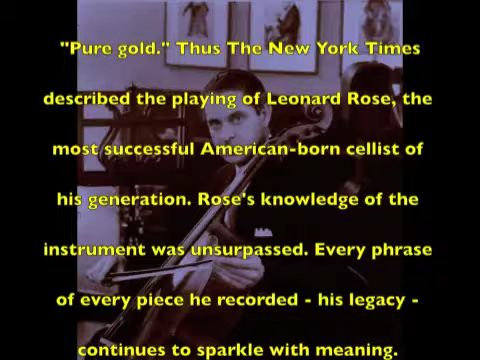 "Pure gold." Thus The New York Times
described the playing of Leonard Rose, the
most successful American-born cellist of
his generation. Rose's knowledge of the
instrument was unsurpassed. Every phrase
of every piece he recorded - his legacy -
continues to sparkle with meaning.